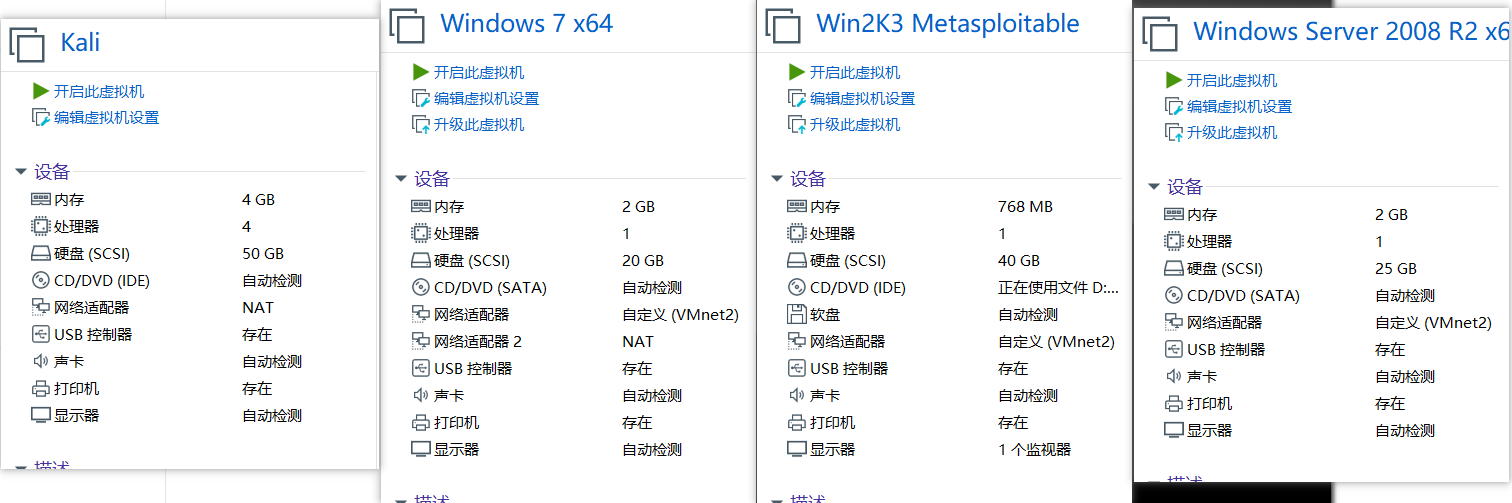 Kali
开启此虚拟机
编辑虚拟机设置
设备
内存 4 GB
处理器 4
硬盘 (SCSI) 50 GB
CD/DVD (IDE) 自动检测
网络适配器 NAT
USB 控制器 存在
声卡 自动检测
打印机 存在
显示器 自动检测
描述
Windows 7 x64
开启此虚拟机
编辑虚拟机设置
升级此虚拟机
设备
内存 2 GB
处理器 1
硬盘 (SCSI) 20 GB
CD/DVD (SATA) 自动检测
网络适配器 自定义 (VMnet2)
网络适配器 2 NAT
USB 控制器 存在
声卡 自动检测
打印机 存在
显示器 自动检测
描述
Win2K3 Metasploitable
开启此虚拟机
编辑虚拟机设置
升级此虚拟机
设备
内存 768 MB
处理器 1
硬盘 (SCSI) 40 GB
CD/DVD (IDE) 正在使用文件 D:...
软盘 自动检测
网络适配器 自定义 (VMnet2)
USB 控制器 存在
声卡 自动检测
打印机 存在
显示器 1 个监视器
描述
Windows Server 2008 R2 x6
开启此虚拟机
编辑虚拟机设置
升级此虚拟机
设备
内存 2 GB
处理器 1
硬盘 (SCSI) 25 GB
CD/DVD (SATA) 自动检测
网络适配器 自定义 (VMnet2)
USB 控制器 存在
声卡 自动检测
打印机 存在
显示器 自动检测
描述